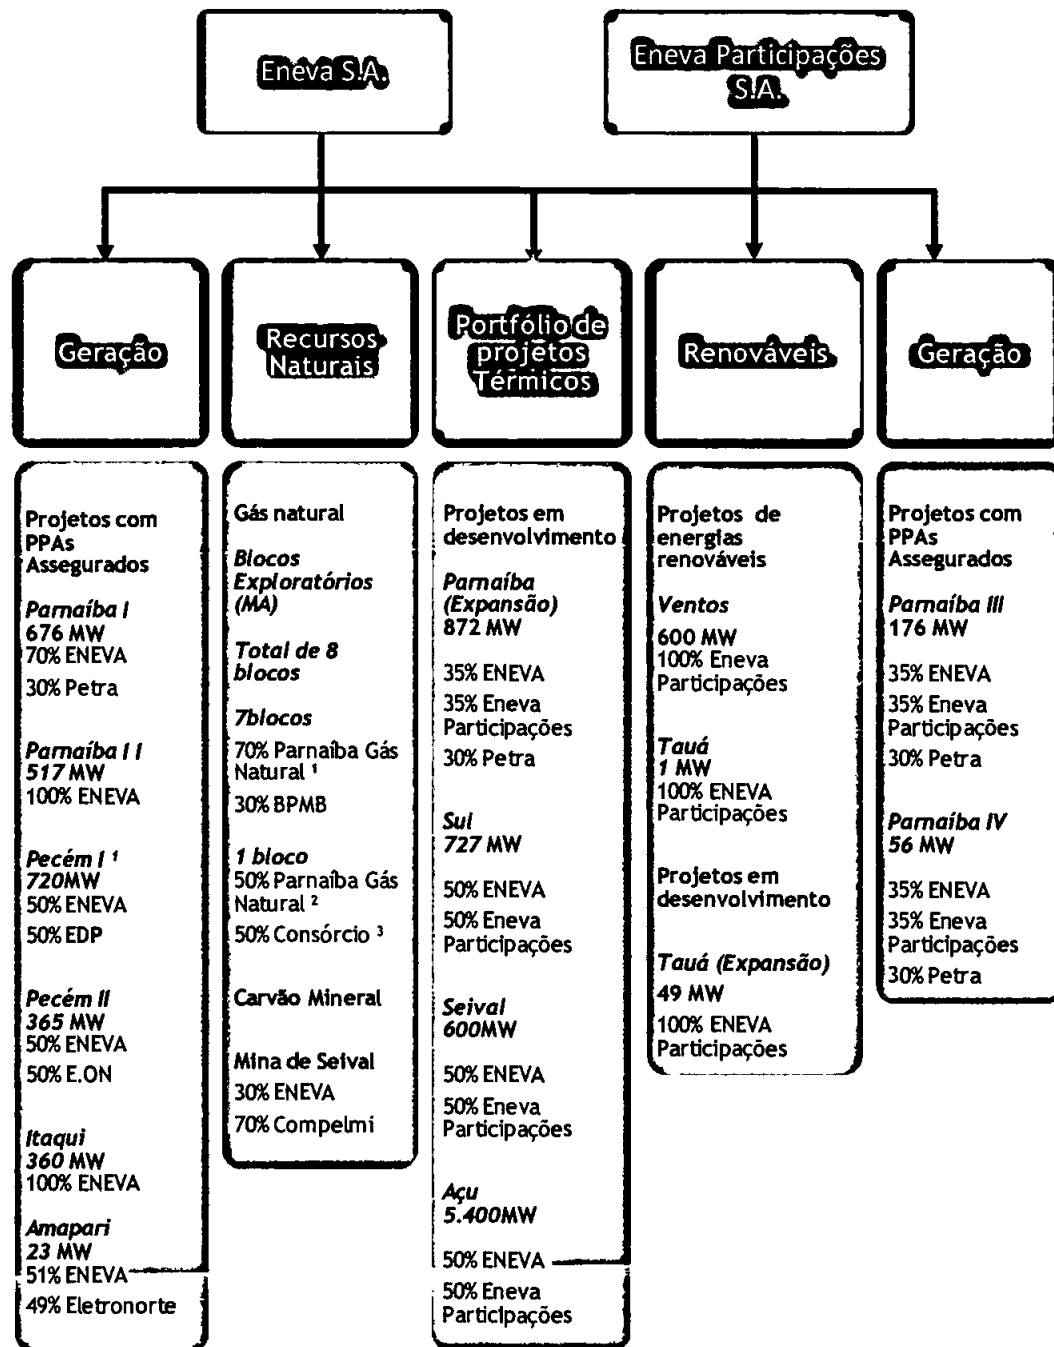 Eneva S.A.
Eneva Participações
S.A.
Geração
Recursos
Naturais
Portfólio de
projetos
Térmicos
Renováveis
Geração
Projetos com
PPAs
Assegurados
Parnaíba I
676 MW
70% ENEVA
30% Petra
Parnaíba I I
517 MW
100% ENEVA
Pecém I ¹
720MW
50% ENEVA
50% EDP
Pecém II
365 MW
50% ENEVA
50% E.ON
Itaqui
360 MW
100% ENEVA
Amapari
23 MW
51% ENEVA
49% Eletronorte
Gás natural
Blocos
Exploratórios
(MA)
Total de 8
blocos
7blocos
70% Parnaíba Gás
Natural ¹
30% BPMB
1 bloco
50% Parnaíba Gás
Natural ²
50% Consórcio ³
Carvão Mineral
Mina de Seival
30% ENEVA
70% Compelmi
Projetos em
desenvolvimento
Parnaíba
(Expansão)
872 MW
35% ENEVA
35% Eneva
Participações
30% Petra
Sul
727 MW
50% ENEVA
50% Eneva
Participações
Seival
600MW
50% ENEVA
50% Eneva
Participações
Açu
5.400MW
50% ENEVA
50% Eneva
Participações
Projetos de
energias
renováveis
Ventos
600 MW
100% Eneva
Participações
Tauá
1 MW
100% ENEVA
Participações
Projetos em
desenvolvimento
Tauá (Expansão)
49 MW
100% ENEVA
Participações
Projetos com
PPAs
Assegurados
Parnaíba III
176 MW
35% ENEVA
35% Eneva
Participações
30% Petra
Parnaíba IV
56 MW
35% ENEVA
35% Eneva
Participações
30% Petra